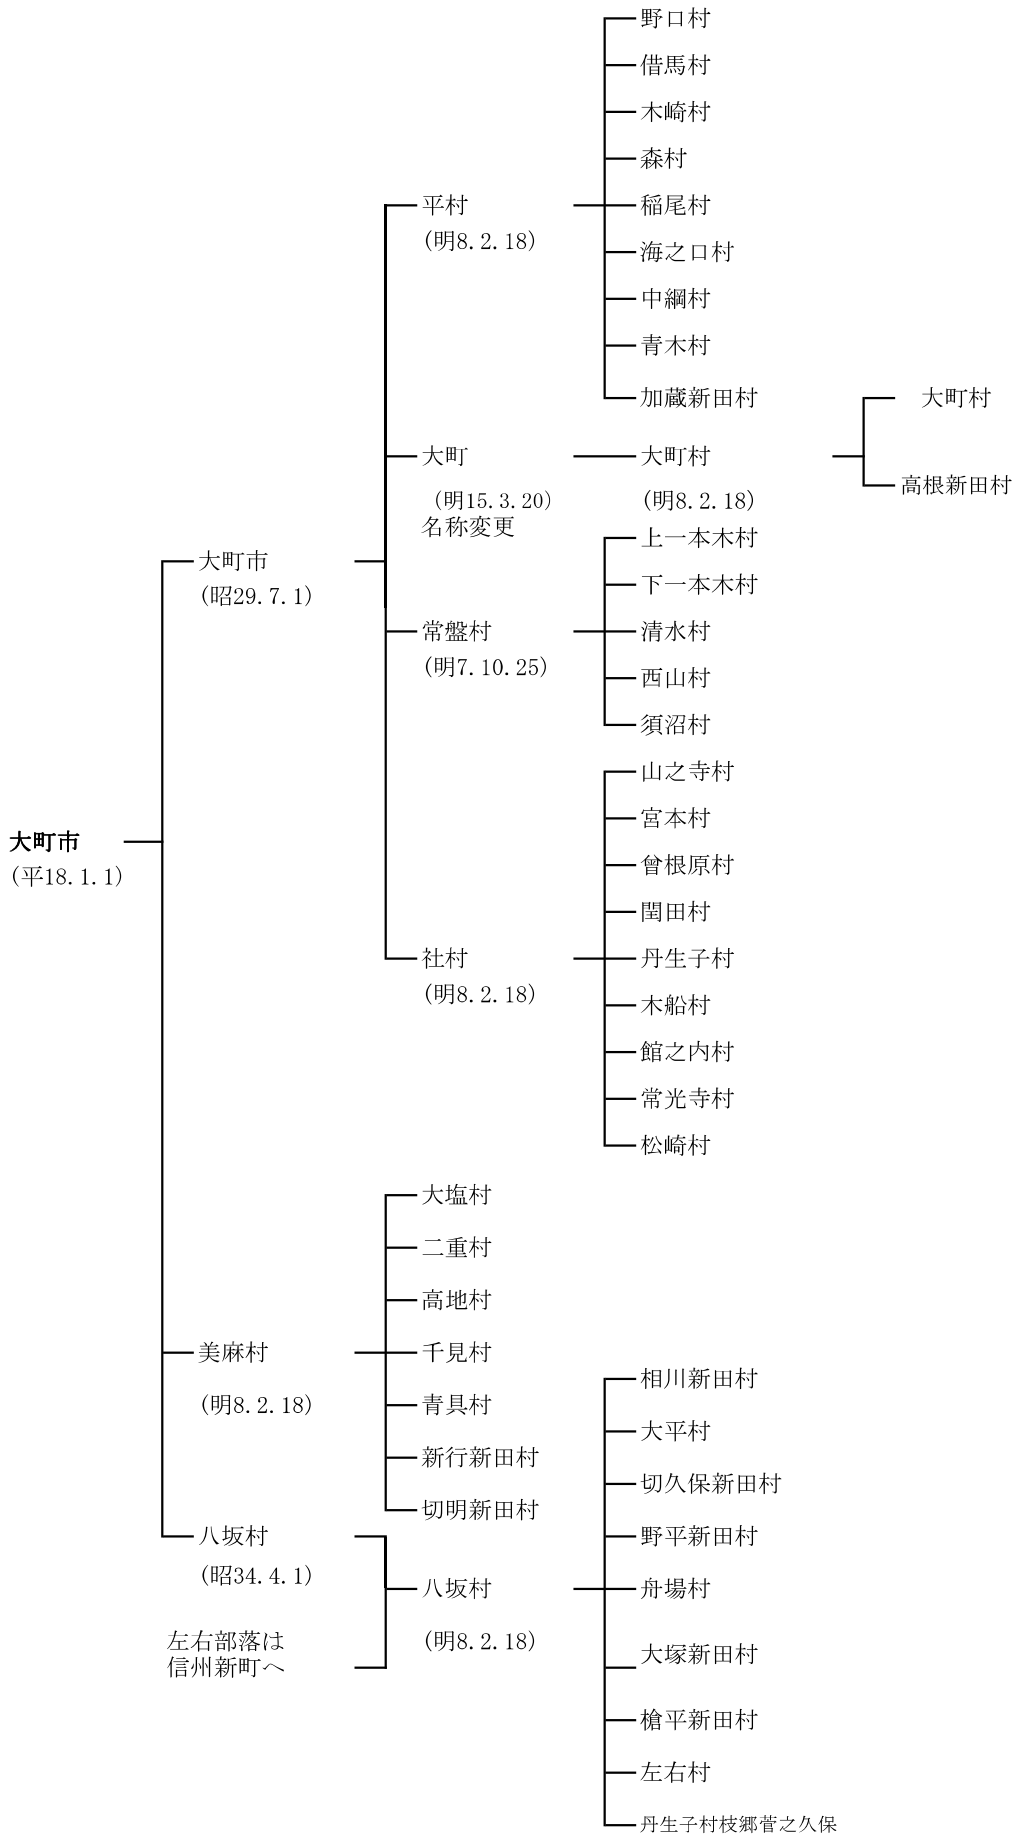 大町市
(平18.1.1)
大町市
(昭29.7.1)
平村
(明8.2.18)
野口村
借馬村
木崎村
森村
稲尾村
海之口村
中綱村
青木村
加蔵新田村
大町
(明15.3.20)
名称変更
大町村
(明8.2.18)
大町村
高根新田村
常盤村
(明7.10.25)
上一本木村
下一本木村
清水村
西山村
須沼村
社村
(明8.2.18)
山之寺村
宮本村
曾根原村
閏田村
丹生子村
木船村
館之内村
常光寺村
松崎村
美麻村
(明8.2.18)
大塩村
二重村
高地村
千見村
青具村
新行新田村
切明新田村
八坂村
(昭34.4.1)
左右部落は
信州新町へ
八坂村
(明8.2.18)
相川新田村
大平村
切久保新田村
野平新田村
舟場村
大塚新田村
槍平新田村
左右村
丹生子村枝郷菅之久保